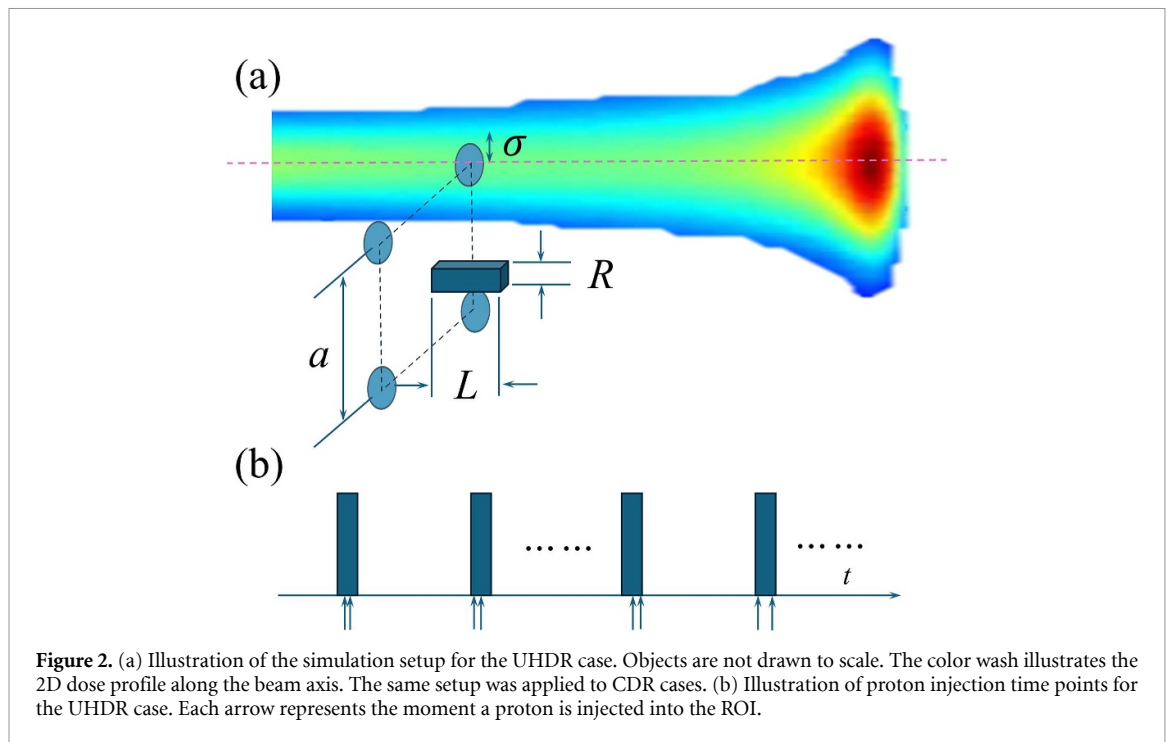 (a)
σ
R
a
L
(b)
...... ......
t
Figure 2. (a) Illustration of the simulation setup for the UHDR case. Objects are not drawn to scale. The color wash illustrates the
2D dose profile along the beam axis. The same setup was applied to CDR cases. (b) Illustration of proton injection time points for
the UHDR case. Each arrow represents the moment a proton is injected into the ROI.